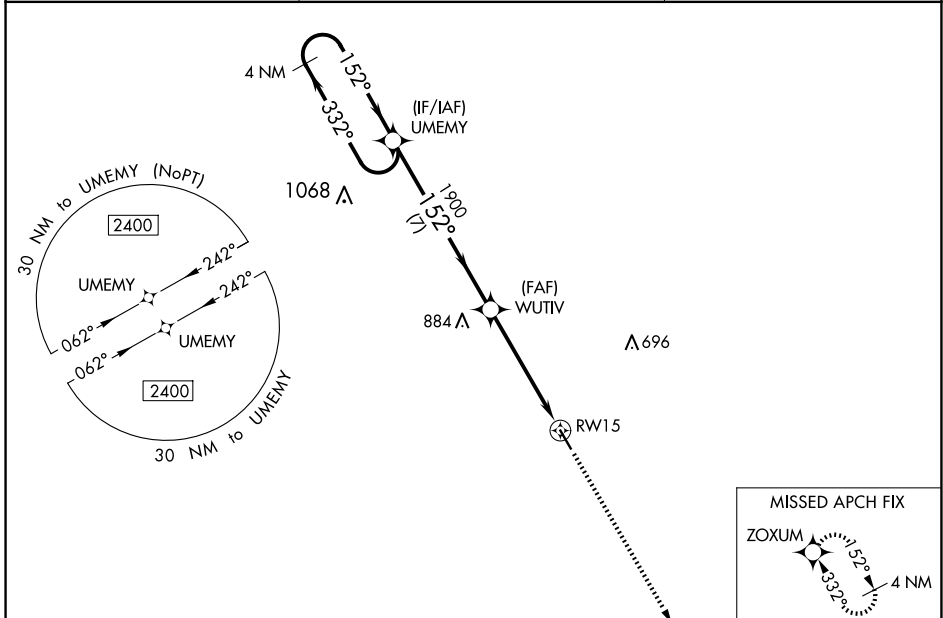 4 NM
152°
332°
(IF/IAF)
UMEMY
1068
1900
152°
(7)
30 NM to UMEMY (NoPT)
2400
242°
UMEMY
062°
242°
UMEMY
062°
2400
30 NM to UMEMY
(FAF)
WUTIV
884
696
RW15
MISSED APCH FIX
ZOXUM
152°
332°
4 NM